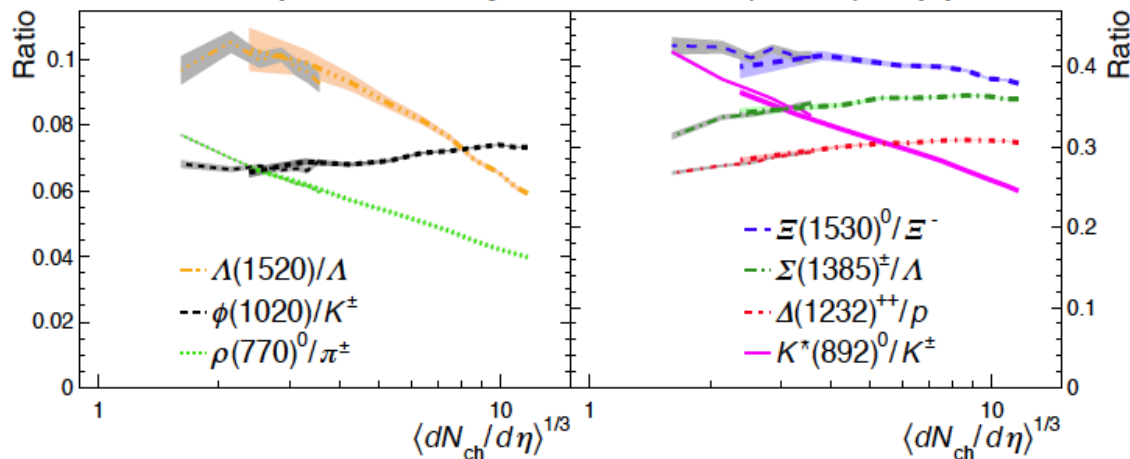 Ratio
0.1
0.08
0.06
0.04
0.02
0
Λ(1520)/Λ
ϕ(1020)/K±
ρ(770)⁰/π±
1
10
⟨dN_ch/dη⟩^1/3
Ratio
0.4
0.3
0.2
0.1
0
Ξ(1530)⁰/Ξ⁻
Σ(1385)±/Λ
Δ(1232)⁺⁺/p
K*(892)⁰/K±
1
10
⟨dN_ch/dη⟩^1/3